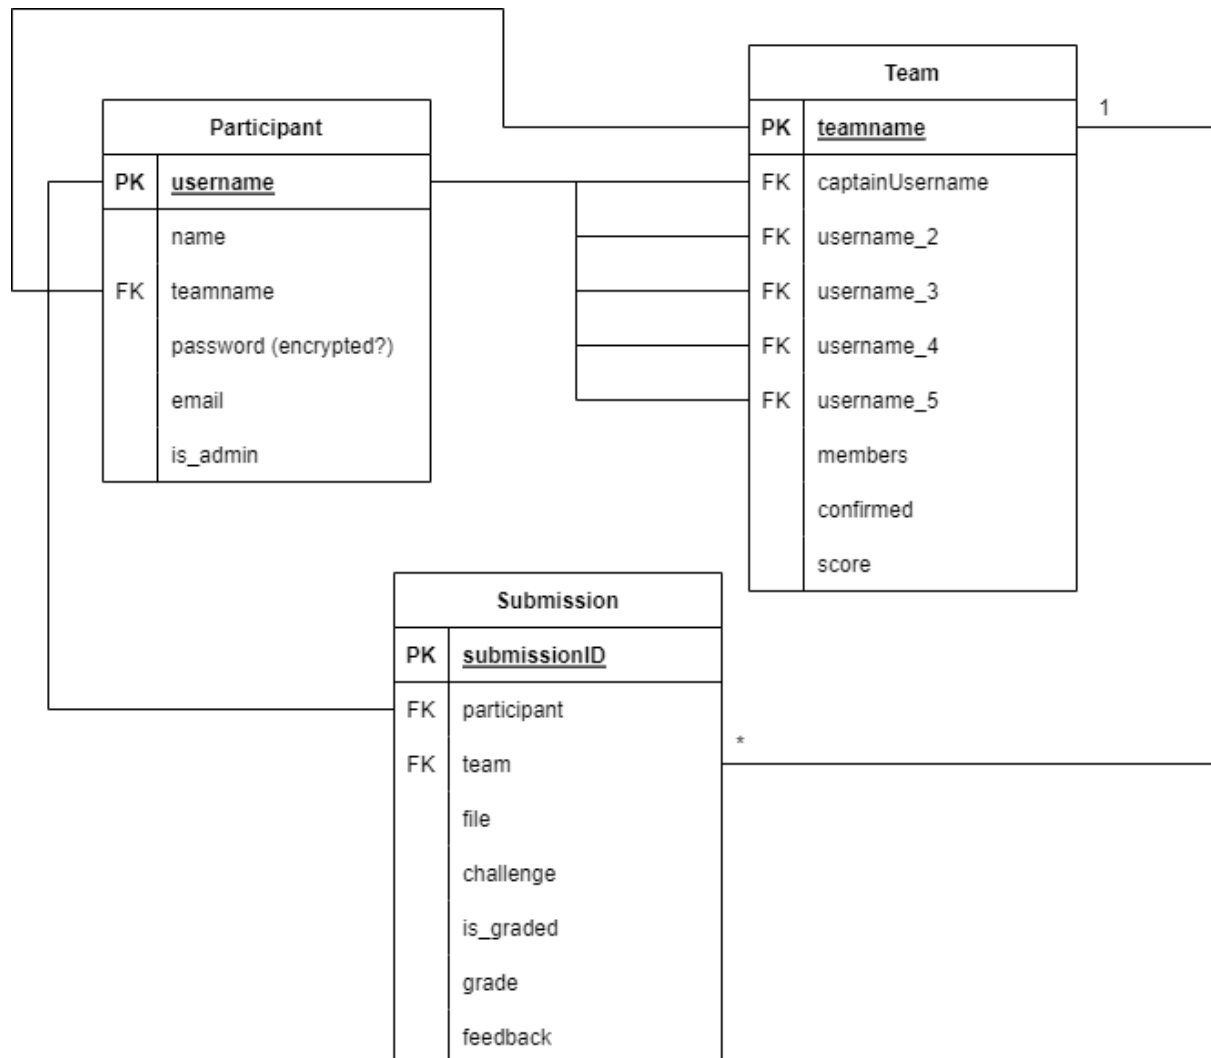 Participant
PK username
name
FK teamname
password (encrypted?)
email
is_admin
Team
1
PK teamname
FK captainUsername
FK username_2
FK username_3
FK username_4
FK username_5
members
confirmed
score
Submission
PK submissionID
FK participant
*
FK team
file
challenge
is_graded
grade
feedback